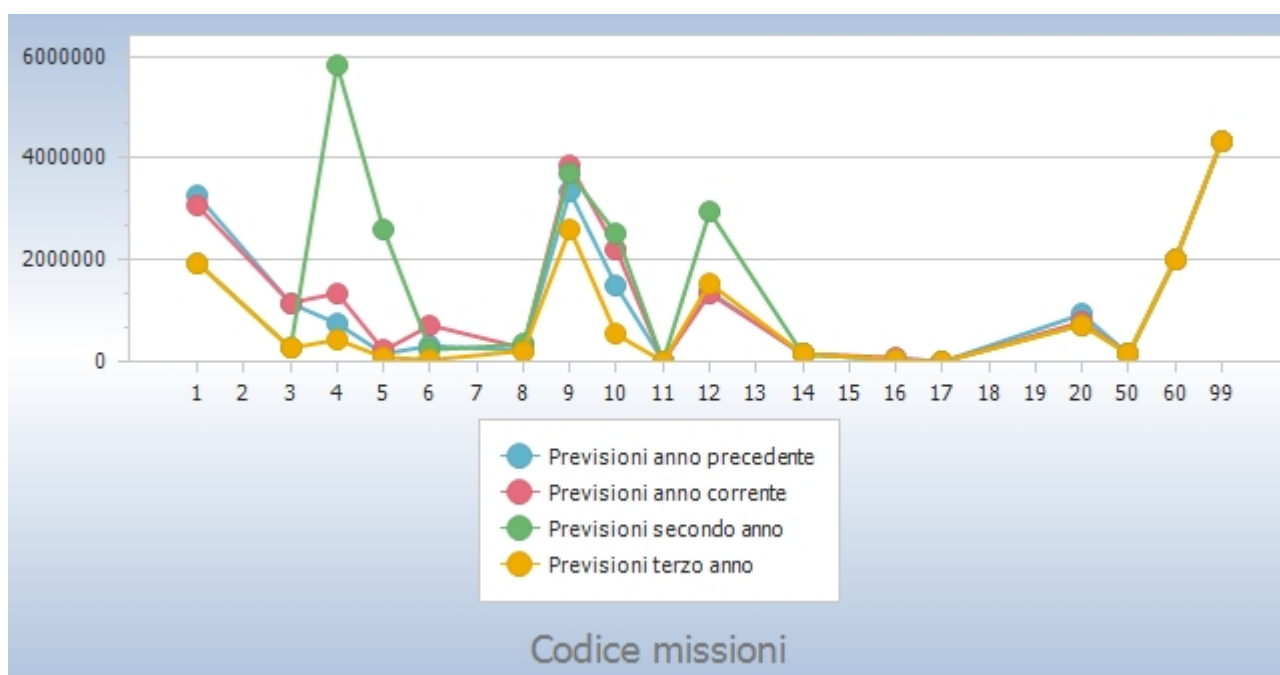 6000000
4000000
2000000
0
1 2 3 4 5 6 7 8 9 10 11 12 13 14 15 16 17 18 19 20 50 60 99
Previsioni anno precedente
Previsioni anno corrente
Previsioni secondo anno
Previsioni terzo anno
Codice missioni